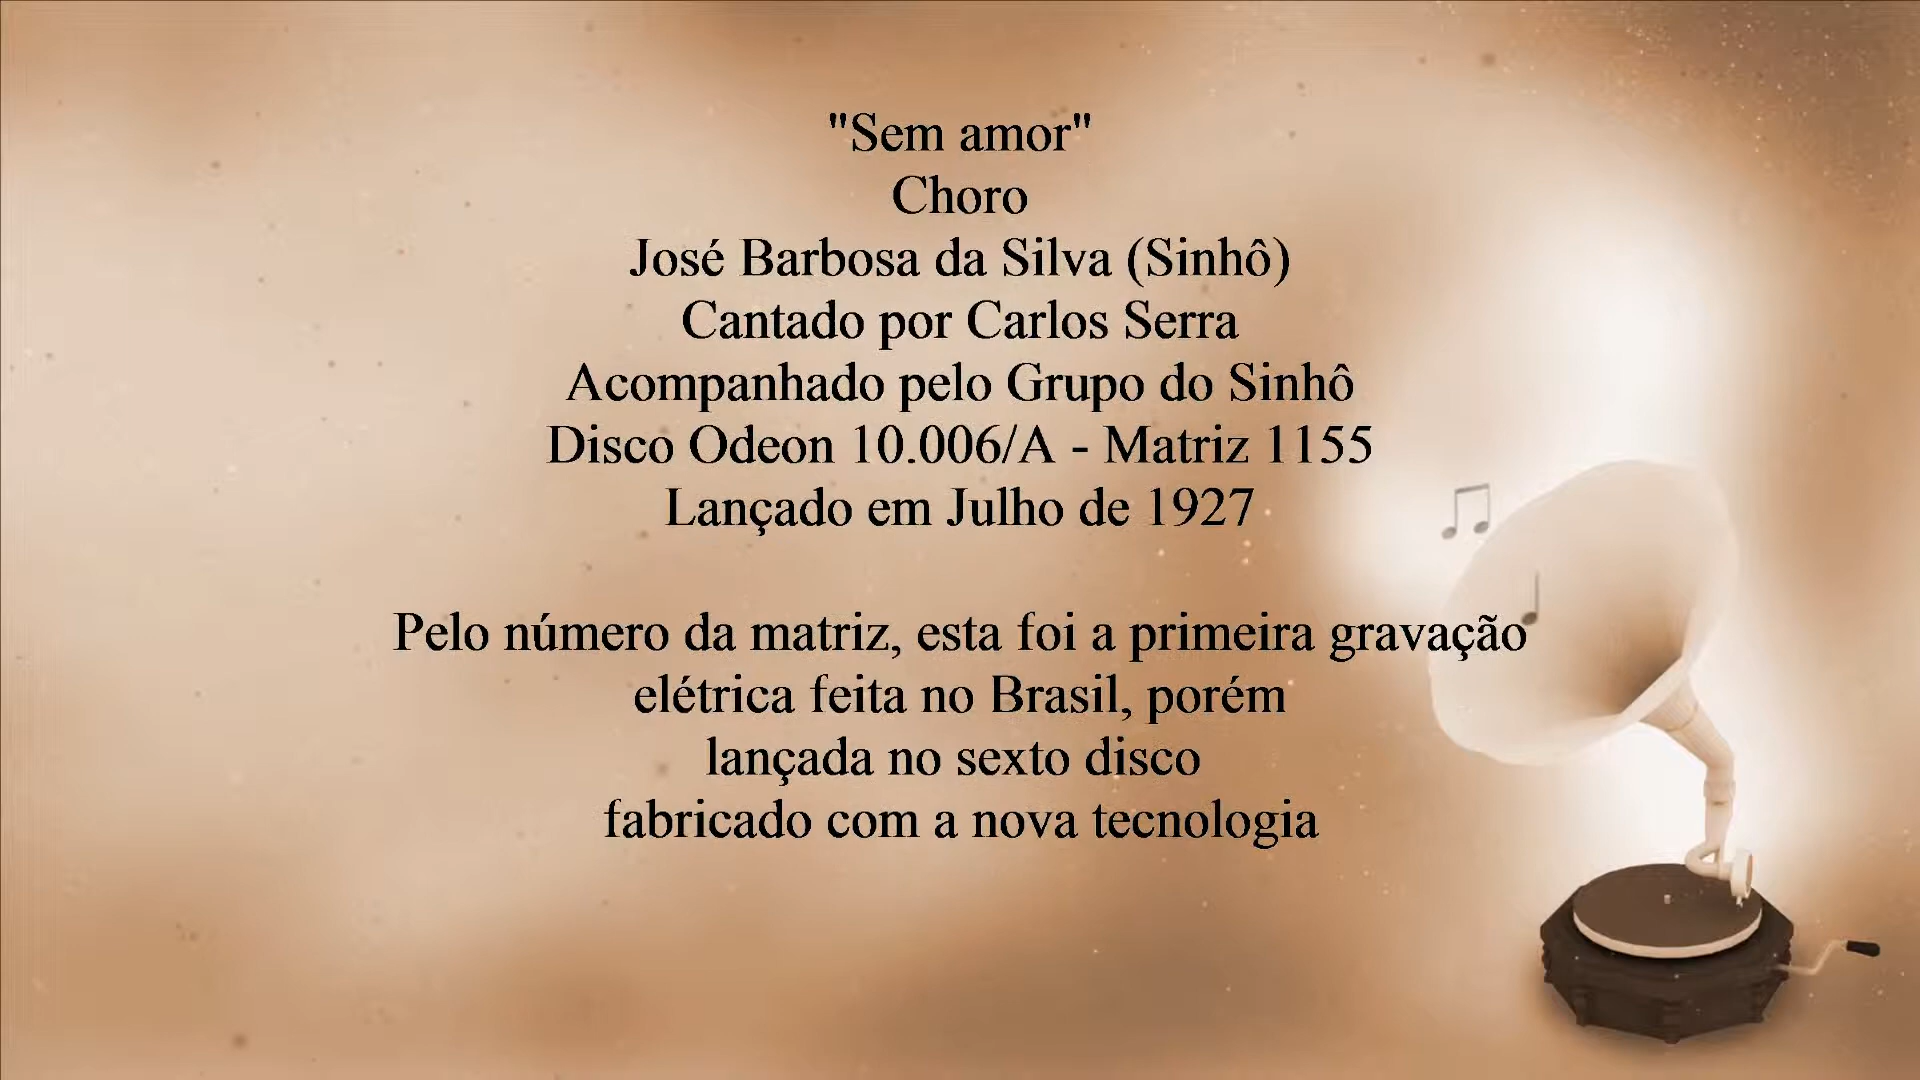 "Sem amor"
Choro
José Barbosa da Silva (Sinhô)
Cantado por Carlos Serra
Acompanhado pelo Grupo do Sinhô
Disco Odeon 10.006/A - Matriz 1155
Lançado em Julho de 1927
Pelo número da matriz, esta foi a primeira gravação
elétrica feita no Brasil, porém
lançada no sexto disco
fabricado com a nova tecnologia